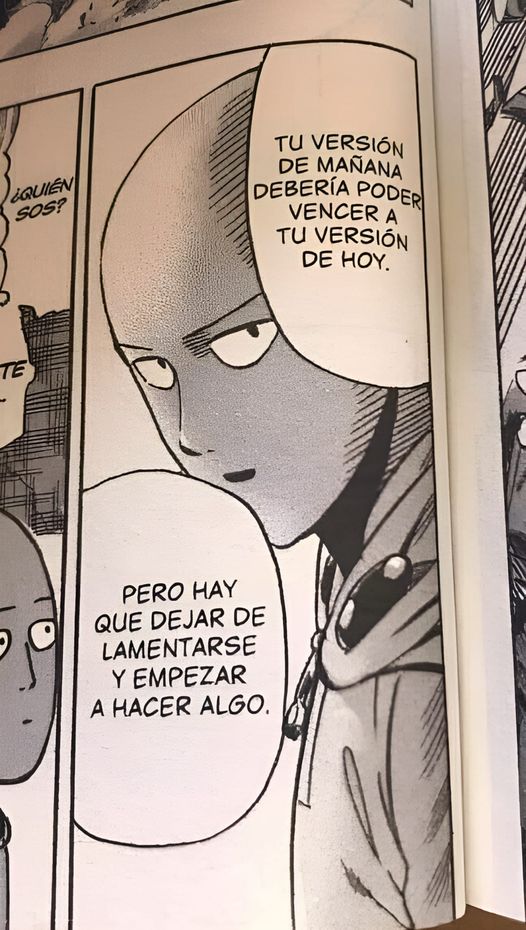 ¿QUIÉN
SOS?
TE
TU VERSIÓN
DE MAÑANA
DEBERÍA PODER
VENCER A
TU VERSIÓN
DE HOY.
PERO HAY
QUE DEJAR DE
LAMENTARSE
Y EMPEZAR
A HACER ALGO.